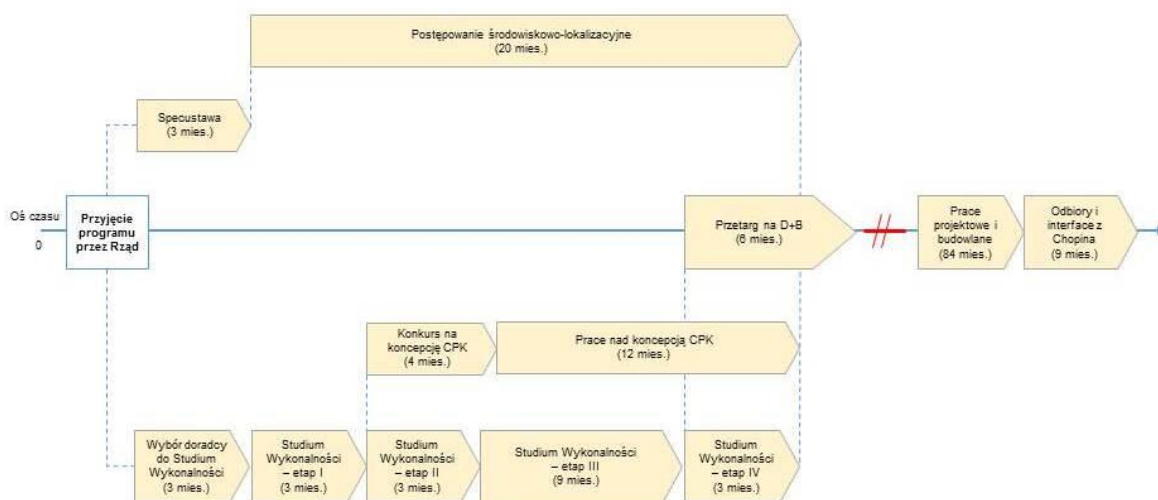 Postępowanie środowiskowo-lokalizacyjne
(20 mies.)
Specustawa
(3 mies.)
Oś czasu
0
Przyjęcie
programu
przez Rząd
Przetarg na D+B
(6 mies.)
Prace
projektowe i
budowlane
(84 mies.)
Odbiory i
interface z
Chopina
(9 mies.)
Konkurs na
koncepcję CPK
(4 mies.)
Prace nad koncepcją CPK
(12 mies.)
Wybór doradcy
do Studium
Wykonalności
(3 mies.)
Studium
Wykonalności
– etap I
(3 mies.)
Studium
Wykonalności
– etap II
(3 mies.)
Studium Wykonalności
– etap III
(9 mies.)
Studium
Wykonalności
– etap IV
(3 mies.)